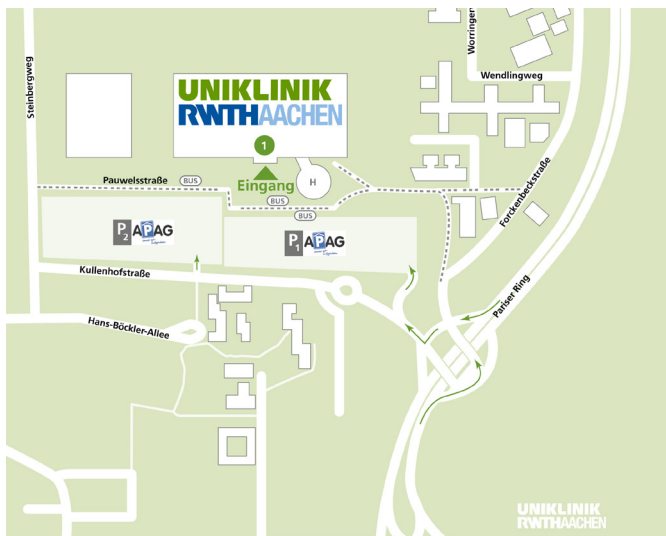 Steinbergweg
Worringer
Wendlingweg
UNIKLINIK
RWTHAACHEN
1
Eingang
H
Pauwelsstraße
BUS
BUS
BUS
Forckenbeckstraße
P2 APAG
P1 APAG
Kullenhofstraße
Pariser Ring
Hans-Böckler-Allee
UNIKLINIK
RWTHAACHEN